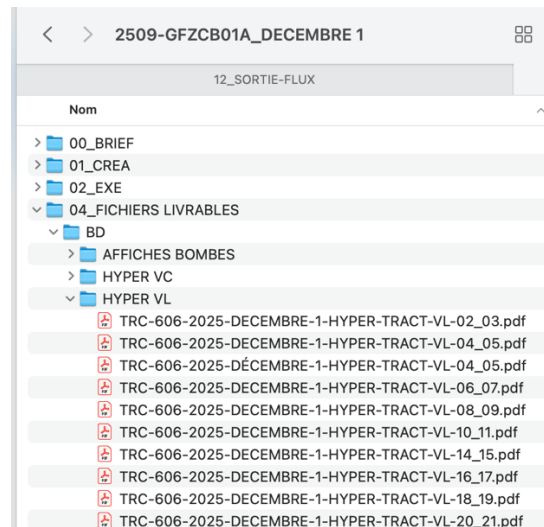 2509-GFZCB01A_DECEMBRE 1
12_SORTIE-FLUX
Nom
00_BRIEF
01_CREA
02_EXE
04_FICHIERS LIVRABLES
BD
AFFICHES BOMBES
HYPER VC
HYPER VL
TRC-606-2025-DECEMBRE-1-HYPER-TRACT-VL-02_03.pdf
TRC-606-2025-DECEMBRE-1-HYPER-TRACT-VL-04_05.pdf
TRC-606-2025-DÉCEMBRE-1-HYPER-TRACT-VL-04_05.pdf
TRC-606-2025-DECEMBRE-1-HYPER-TRACT-VL-06_07.pdf
TRC-606-2025-DECEMBRE-1-HYPER-TRACT-VL-08_09.pdf
TRC-606-2025-DECEMBRE-1-HYPER-TRACT-VL-10_11.pdf
TRC-606-2025-DECEMBRE-1-HYPER-TRACT-VL-14_15.pdf
TRC-606-2025-DECEMBRE-1-HYPER-TRACT-VL-16_17.pdf
TRC-606-2025-DECEMBRE-1-HYPER-TRACT-VL-18_19.pdf
TRC-606-2025-DECEMBRE-1-HYPER-TRACT-VL-20_21.pdf